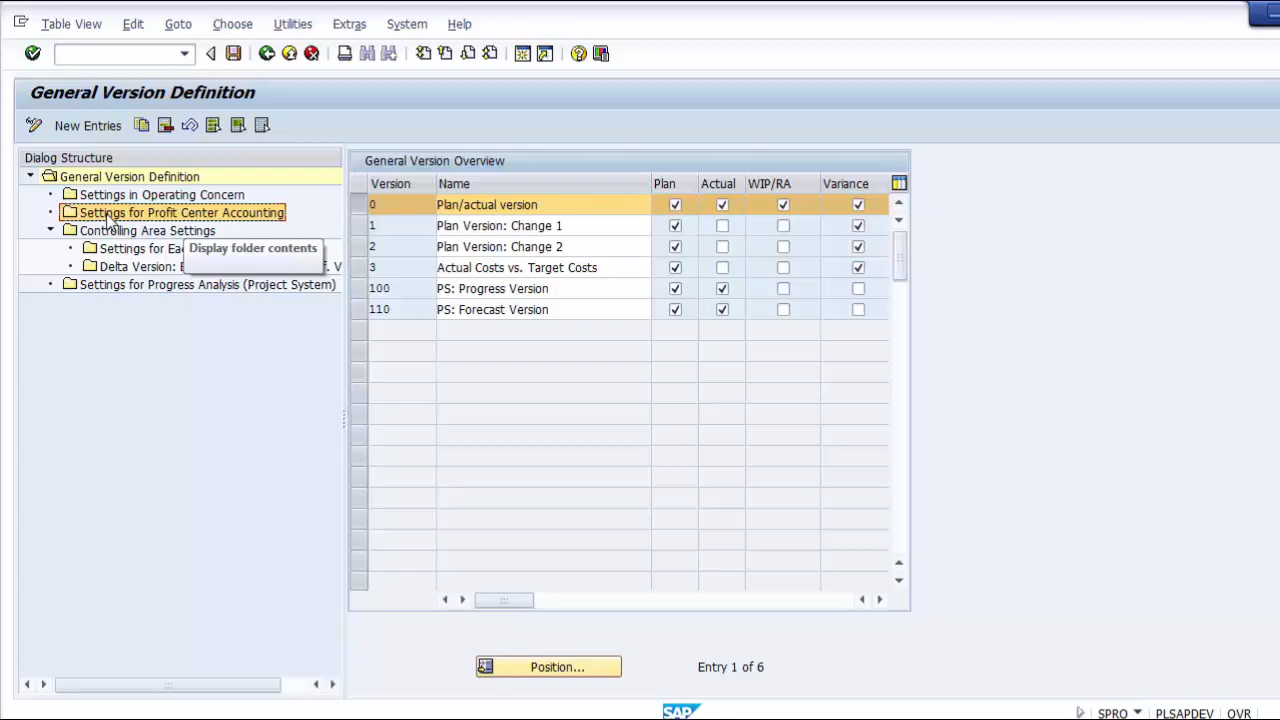 Table View Edit Goto Choose Utilities Extras System Help
General Version Definition
New Entries
Dialog Structure
General Version Definition
Settings in Operating Concern
Settings for Profit Center Accounting
Controlling Area Settings
Settings for Eac
Display folder contents
Delta Version: f. V
Settings for Progress Analysis (Project System)
General Version Overview
Version Name Plan Actual WIP/RA Variance
0 Plan/actual version
1 Plan Version: Change 1
2 Plan Version: Change 2
3 Actual Costs vs. Target Costs
100 PS: Progress Version
110 PS: Forecast Version
Position...
Entry 1 of 6
SAP
SPRO PLSAPDEV OVR